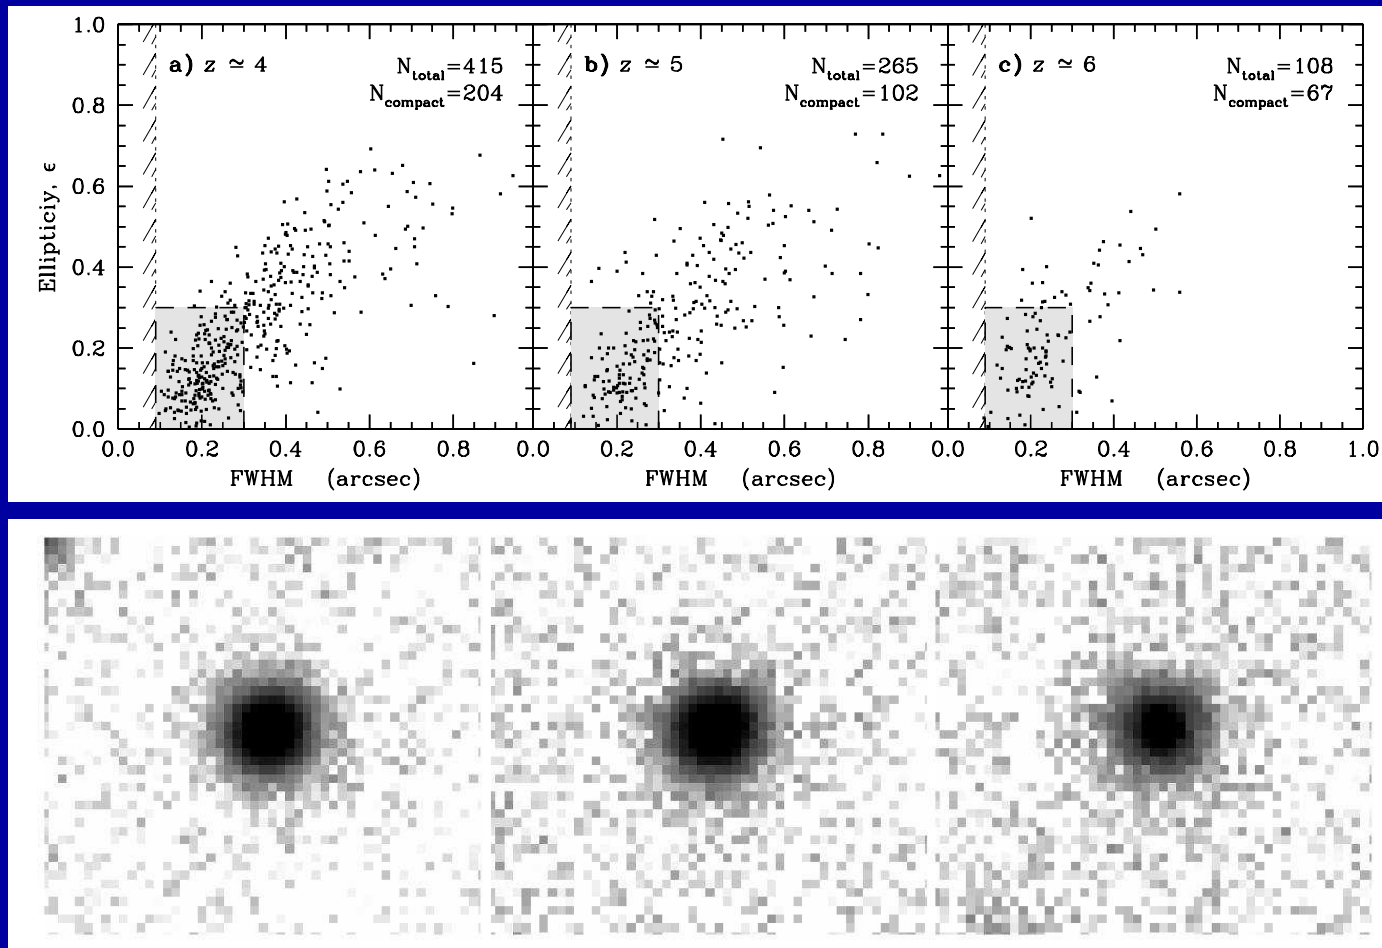 1.0
0.8
0.6
0.4
0.2
0.0
Ellipticiy, ϵ
a) z ≃ 4
N_total=415
N_compact=204
b) z ≃ 5
N_total=265
N_compact=102
c) z ≃ 6
N_total=108
N_compact=67
0.0 0.2 0.4 0.6 0.8 0.0 0.2 0.4 0.6 0.8 0.0 0.2 0.4 0.6 0.8 1.0
FWHM (arcsec) FWHM (arcsec) FWHM (arcsec)